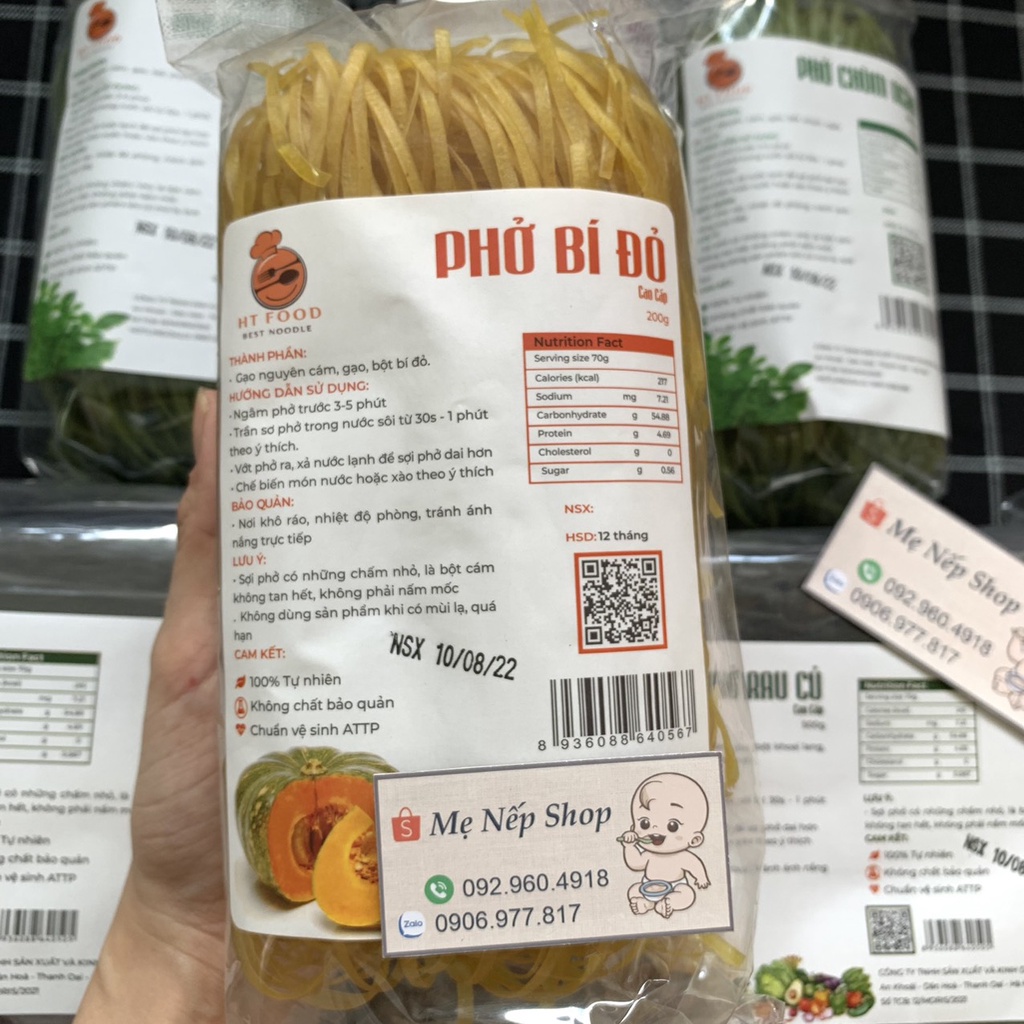 PHỞ BÍ ĐỎ
Cao Cấp
200g
HT FOOD
BEST NOODLE
THÀNH PHẦN:
• Gạo nguyên cám, gạo, bột bí đỏ.
HƯỚNG DẪN SỬ DỤNG:
• Ngâm phở trước 3-5 phút
• Trần sơ phở trong nước sôi từ 30s - 1 phút
theo ý thích.
• Vớt phở ra, xả nước lạnh để sợi phở dai hơn
• Chế biến món nước hoặc xào theo ý thích
BẢO QUẢN:
• Nơi khô ráo, nhiệt độ phòng, tránh ánh
nắng trực tiếp
LƯU Ý:
• Sợi phở có những chấm nhỏ, là bột cám
không tan hết, không phải nấm mốc
. Không dùng sản phẩm khi có mùi lạ, quá
hạn
CAM KẾT:
100% Tự nhiên
Không chất bảo quản
Chuẩn vệ sinh ATTP
Nutrition Fact
Serving size 70g
Calories (kcal) 217
Sodium mg 7.21
Carbonhydrate g 54.88
Protein g 4.69
Cholesterol g 0
Sugar g 0.56
NSX:
HSD: 12 tháng
NSX 10/08/22
8 936088 640567
Mẹ Nếp Shop
092.960.4918
Zalo 0906.977.817
PHỞ CHÙM
NSX 10/08/22
Mẹ Nếp Shop
092.960.4918
Zalo 0906.977.817
RAU CỦ
Cao Cấp
Nutrition Fact
LƯU Ý:
CAM KẾT:
100% Tự nhiên
Không chất bảo quản
Chuẩn vệ sinh ATTP
NSX 10/08